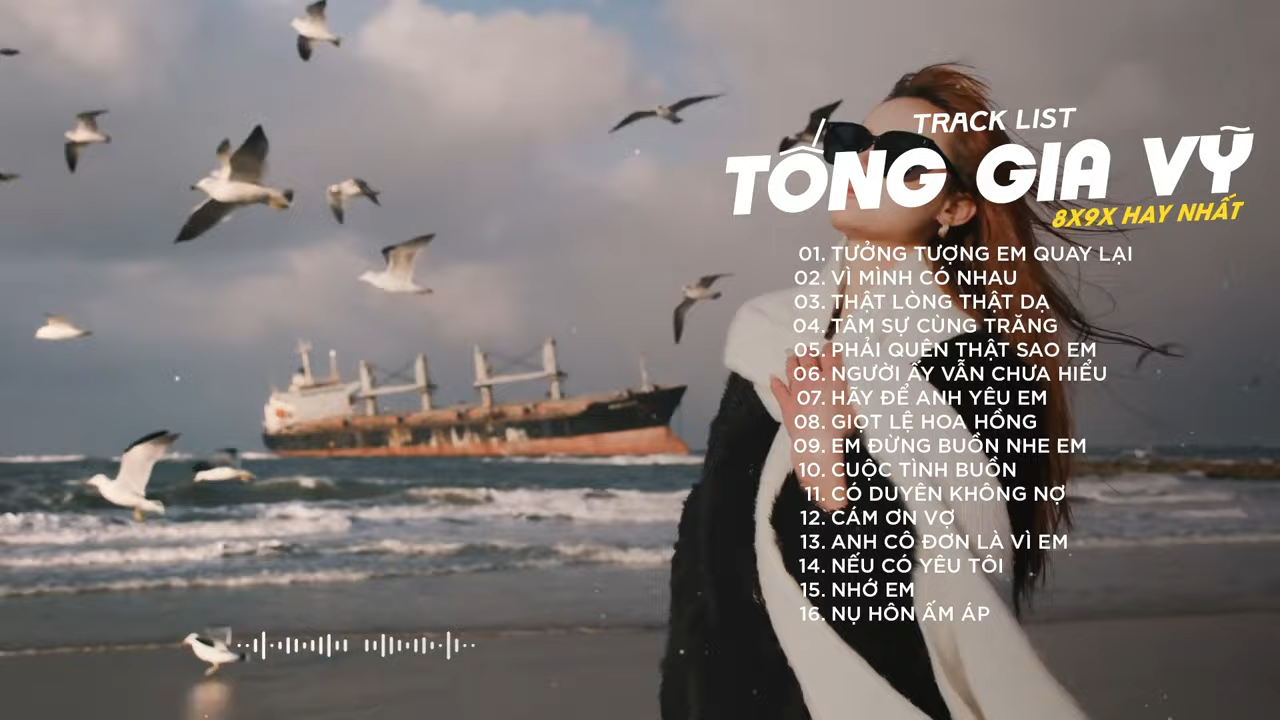 TRACK LIST
TỐNG GIA VỸ
8X9X HAY NHẤT
01. TƯỞNG TƯỢNG EM QUAY LẠI
02. VÌ MÌNH CÓ NHAU
03. THẬT LÒNG THẬT DẠ
04. TÂM SỰ CÙNG TRĂNG
05. PHẢI QUÊN THẬT SAO EM
06. NGƯỜI ẤY VẪN CHƯA HIỂU
07. HÃY ĐỂ ANH YÊU EM
08. GIỌT LỆ HOA HỒNG
09. EM ĐỪNG BUỒN NHE EM
10. CUỘC TÌNH BUỒN
11. CÓ DUYÊN KHÔNG NỢ
12. CÁM ƠN VỢ
13. ANH CÔ ĐƠN LÀ VÌ EM
14. NẾU CÓ YÊU TÔI
15. NHỚ EM
16. NỤ HÔN ẤM ÁP